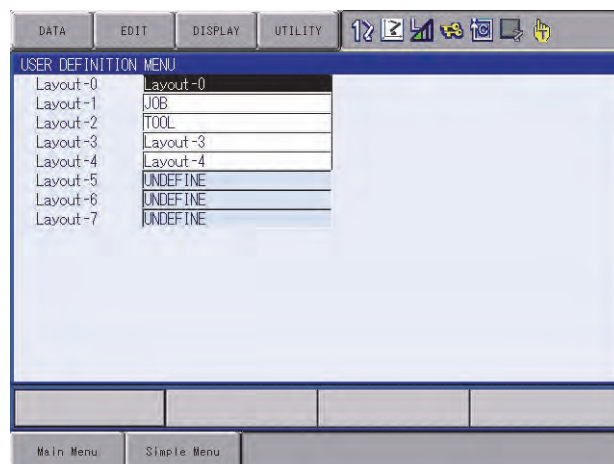 DATA EDIT DISPLAY UTILITY
USER DEFINITION MENU
Layout-0 Layout-0
Layout-1 JOB
Layout-2 TOOL
Layout-3 Layout-3
Layout-4 Layout-4
Layout-5 UNDEFINE
Layout-6 UNDEFINE
Layout-7 UNDEFINE
Main Menu Simple Menu